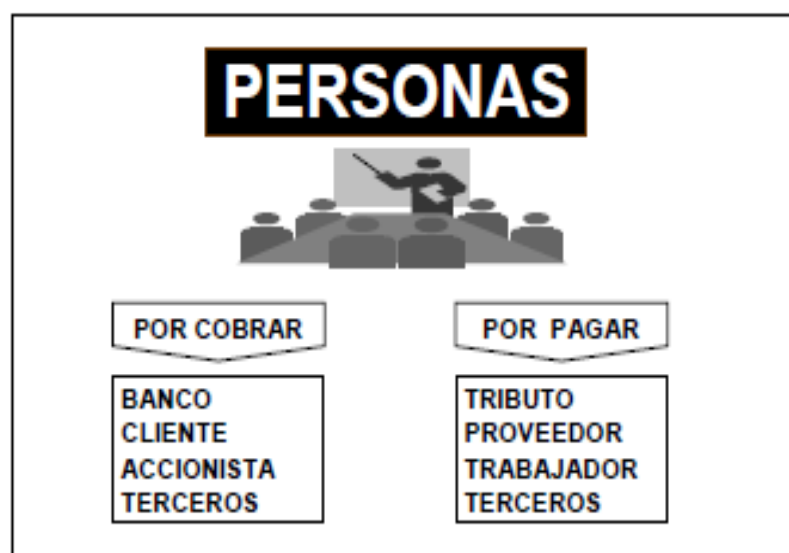 PERSONAS
POR COBRAR
BANCO
CLIENTE
ACCIONISTA
TERCEROS
POR PAGAR
TRIBUTO
PROVEEDOR
TRABAJADOR
TERCEROS